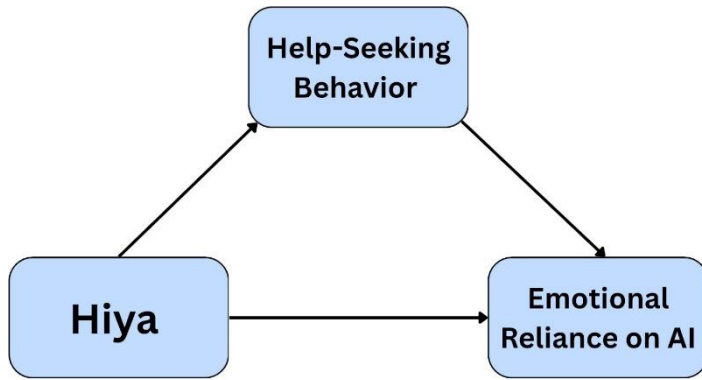 Help-Seeking
Behavior
Hiya
Emotional
Reliance on AI